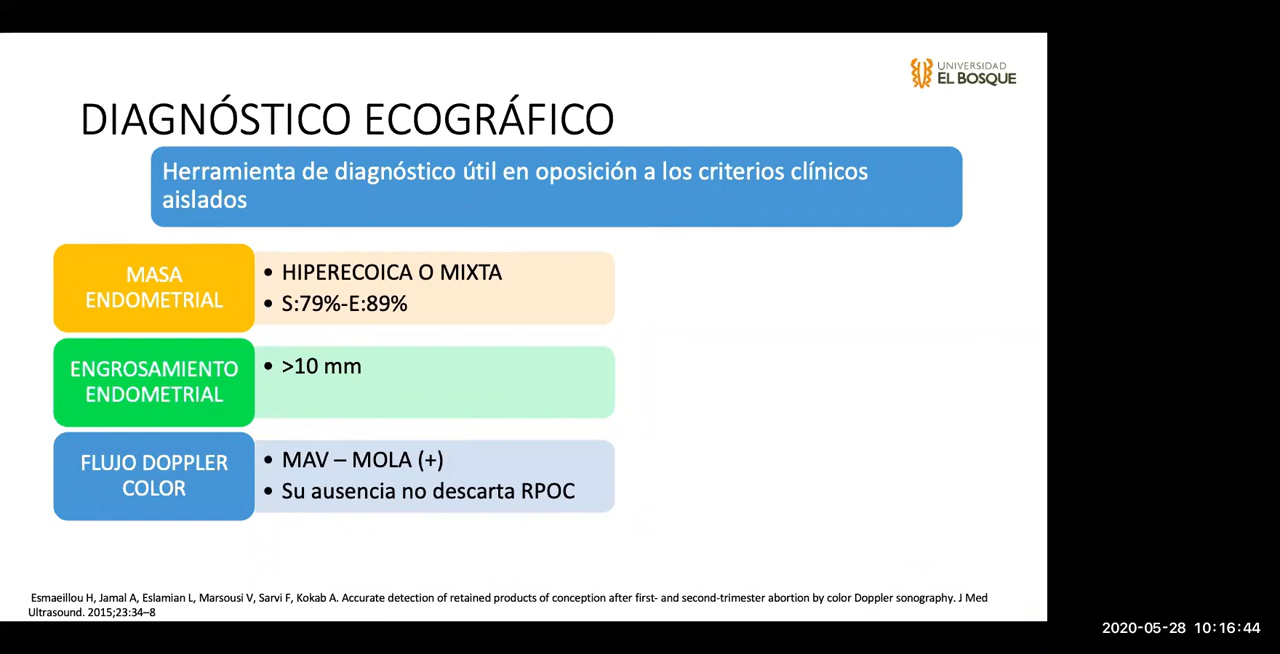 UNIVERSIDAD
EL BOSQUE
DIAGNÓSTICO ECOGRÁFICO
Herramienta de diagnóstico útil en oposición a los criterios clínicos
aislados
MASA
ENDOMETRIAL
• HIPERECOICA O MIXTA
• S:79%-E:89%
ENGROSAMIENTO
ENDOMETRIAL
• >10 mm
FLUJO DOPPLER
COLOR
• MAV – MOLA (+)
• Su ausencia no descarta RPOC
Esmaeillou H, Jamal A, Eslamian L, Marsousi V, Sarvi F, Kokab A. Accurate detection of retained products of conception after first- and second-trimester abortion by color Doppler sonography. J Med
Ultrasound. 2015;23:34–8
2020-05-28 10:16:44